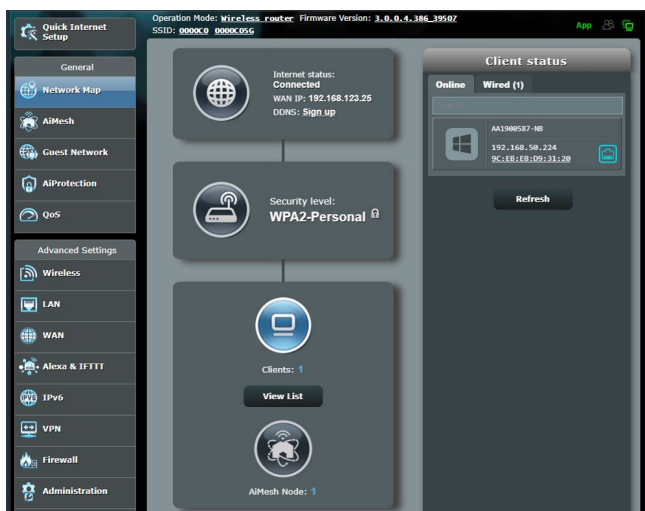 Operation Mode: Wireless router Firmware Version: 3.0.0.4.386_39507
SSID: 0000C0 0000C05G
App
Quick Internet
Setup
General
Network Map
AiMesh
Guest Network
AiProtection
QoS
Advanced Settings
Wireless
LAN
WAN
Alexa & IFTTT
IPv6
VPN
Firewall
Administration
Internet status:
Connected
WAN IP: 192.168.123.25
DDNS: Sign up
Security level:
WPA2-Personal
Clients: 1
View List
AiMesh Node: 1
Client status
Online Wired (1)
AA1900587-NB
192.168.50.224
9C:EB:E8:D9:31:20
Refresh